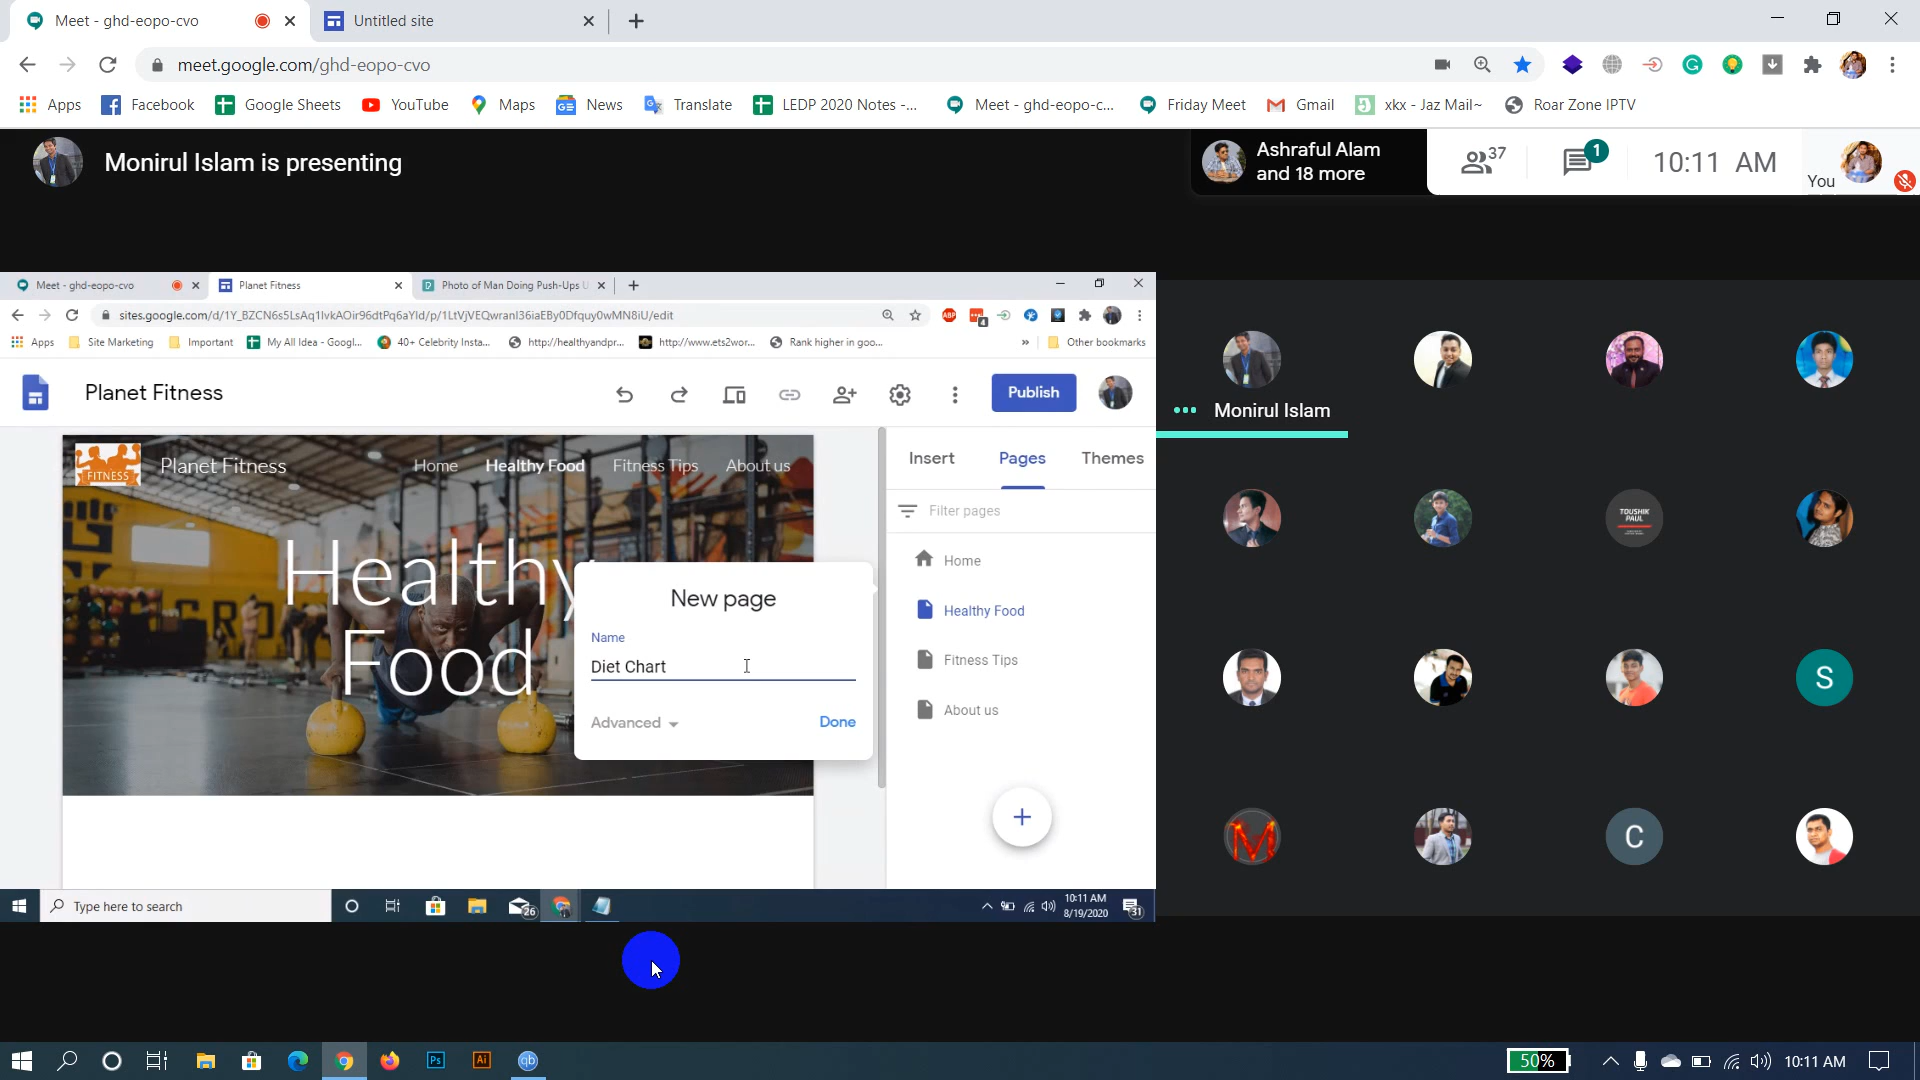 Meet - ghd-eopo-cvo
Untitled site
meet.google.com/ghd-eopo-cvo
Apps Facebook Google Sheets YouTube Maps News Translate LEDP 2020 Notes -... Meet - ghd-eopo-c... Friday Meet Gmail xkx - Jaz Mail~ Roar Zone IPTV
Monirul Islam is presenting
Ashraful Alam
and 18 more
37
1
10:11 AM
You
Meet - ghd-eopo-cvo
Planet Fitness
Photo of Man Doing Push-Ups U
Apps Site Marketing Important My All Idea - Googl... 40+ Celebrity Insta... http://healthyandpr... http://www.ets2wor... Rank higher in goo... » Other bookmarks
Planet Fitness
Publish
FITNESS
Planet Fitness
Home Healthy Food Fitness Tips About us
Healthy
Food
New page
Name
Diet Chart
Advanced
Done
Insert Pages Themes
Filter pages
Home
Healthy Food
Fitness Tips
About us
Monirul Islam
TOUSHIK
PAUL
S
M
C
Type here to search
26
10:11 AM
8/19/2020
31
Ps
Ai
qb
50%
10:11 AM